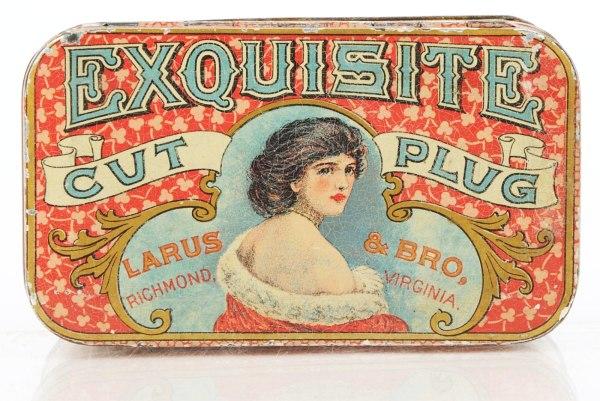 EXQUISITE
CUT PLUG
LARUS & BRO,
RICHMOND, VIRGINIA.